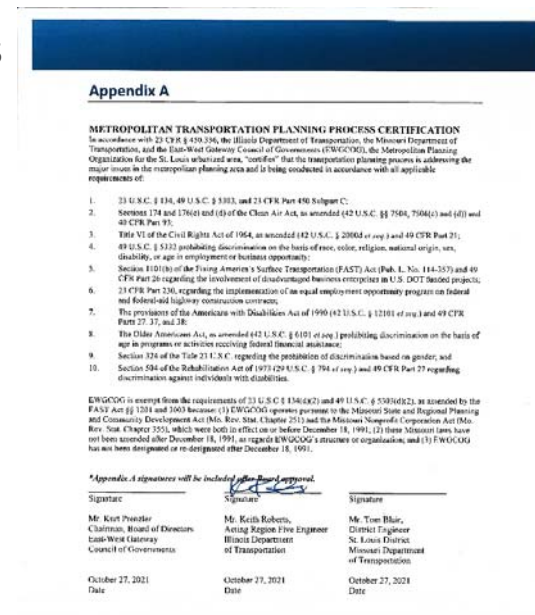 Appendix A
METROPOLITAN TRANSPORTATION PLANNING PROCESS CERTIFICATION
In accordance with 23 CFR § 450.336, the Illinois Department of Transportation, the Missouri Department of
Transportation, and the East-West Gateway Council of Governments (EWGCOG), the Metropolitan Planning
Organization for the St. Louis urbanized area, "certifies" that the transportation planning process is addressing the
major issues in the metropolitan planning area and is being conducted in accordance with all applicable
requirements of:
1. 23 U.S.C. § 134, 49 U.S.C. § 5303, and 23 CFR Part 450 Subpart C;
2. Sections 174 and 176(c) and (d) of the Clean Air Act, as amended (42 U.S.C. §§ 7504, 7506(c) and (d)) and
40 CFR Part 93;
3. Title VI of the Civil Rights Act of 1964, as amended (42 U.S.C. § 2000d et seq.) and 49 CFR Part 21;
4. 49 U.S.C. § 5332 prohibiting discrimination on the basis of race, color, religion, national origin, sex,
disability, or age in employment or business opportunity;
5. Section 1101(b) of the Fixing America's Surface Transportation (FAST) Act (Pub. L. No. 114-357) and 49
CFR Part 26 regarding the involvement of disadvantaged business enterprises in U.S. DOT funded projects;
6. 23 CFR Part 230, regarding the implementation of an equal employment opportunity program on federal
and federal-aid highway construction contracts;
7. The provisions of the Americans with Disabilities Act of 1990 (42 U.S.C. § 12101 et seq.) and 49 CFR
Parts 27, 37, and 38;
8. The Older Americans Act, as amended (42 U.S.C. § 6101 et seq.) prohibiting discrimination on the basis of
age in programs or activities receiving federal financial assistance;
9. Section 324 of the Title 23 U.S.C. regarding the prohibition of discrimination based on gender; and
10. Section 504 of the Rehabilitation Act of 1973 (29 U.S.C. § 794 et seq.) and 49 CFR Part 27 regarding
discrimination against individuals with disabilities.
EWGCOG is exempt from the requirements of 23 U.S.C § 134(d)(2) and 49 U.S.C. § 5303(d)(2), as amended by the
FAST Act §§ 1201 and 3003 because: (1) EWGCOG operates pursuant to the Missouri State and Regional Planning
and Community Development Act (Mo. Rev. Stat. Chapter 251) and the Missouri Nonprofit Corporation Act (Mo.
Rev. Stat. Chapter 355), which were both in effect on or before December 18, 1991; (2) these Missouri laws have
not been amended after December 18, 1991, as regards EWGCOG's structure or organization; and (3) EWGCOG
has not been designated or re-designated after December 18, 1991.
*Appendix A signatures will be included after Board approval.
Signature Signature Signature
Mr. Kurt Prenzler Mr. Keith Roberts, Mr. Tom Blair,
Chairman, Board of Directors Acting Region Five Engineer District Engineer
East-West Gateway Illinois Department St. Louis District
Council of Governments of Transportation Missouri Department
of Transportation
October 27, 2021 October 27, 2021 October 27, 2021
Date Date Date